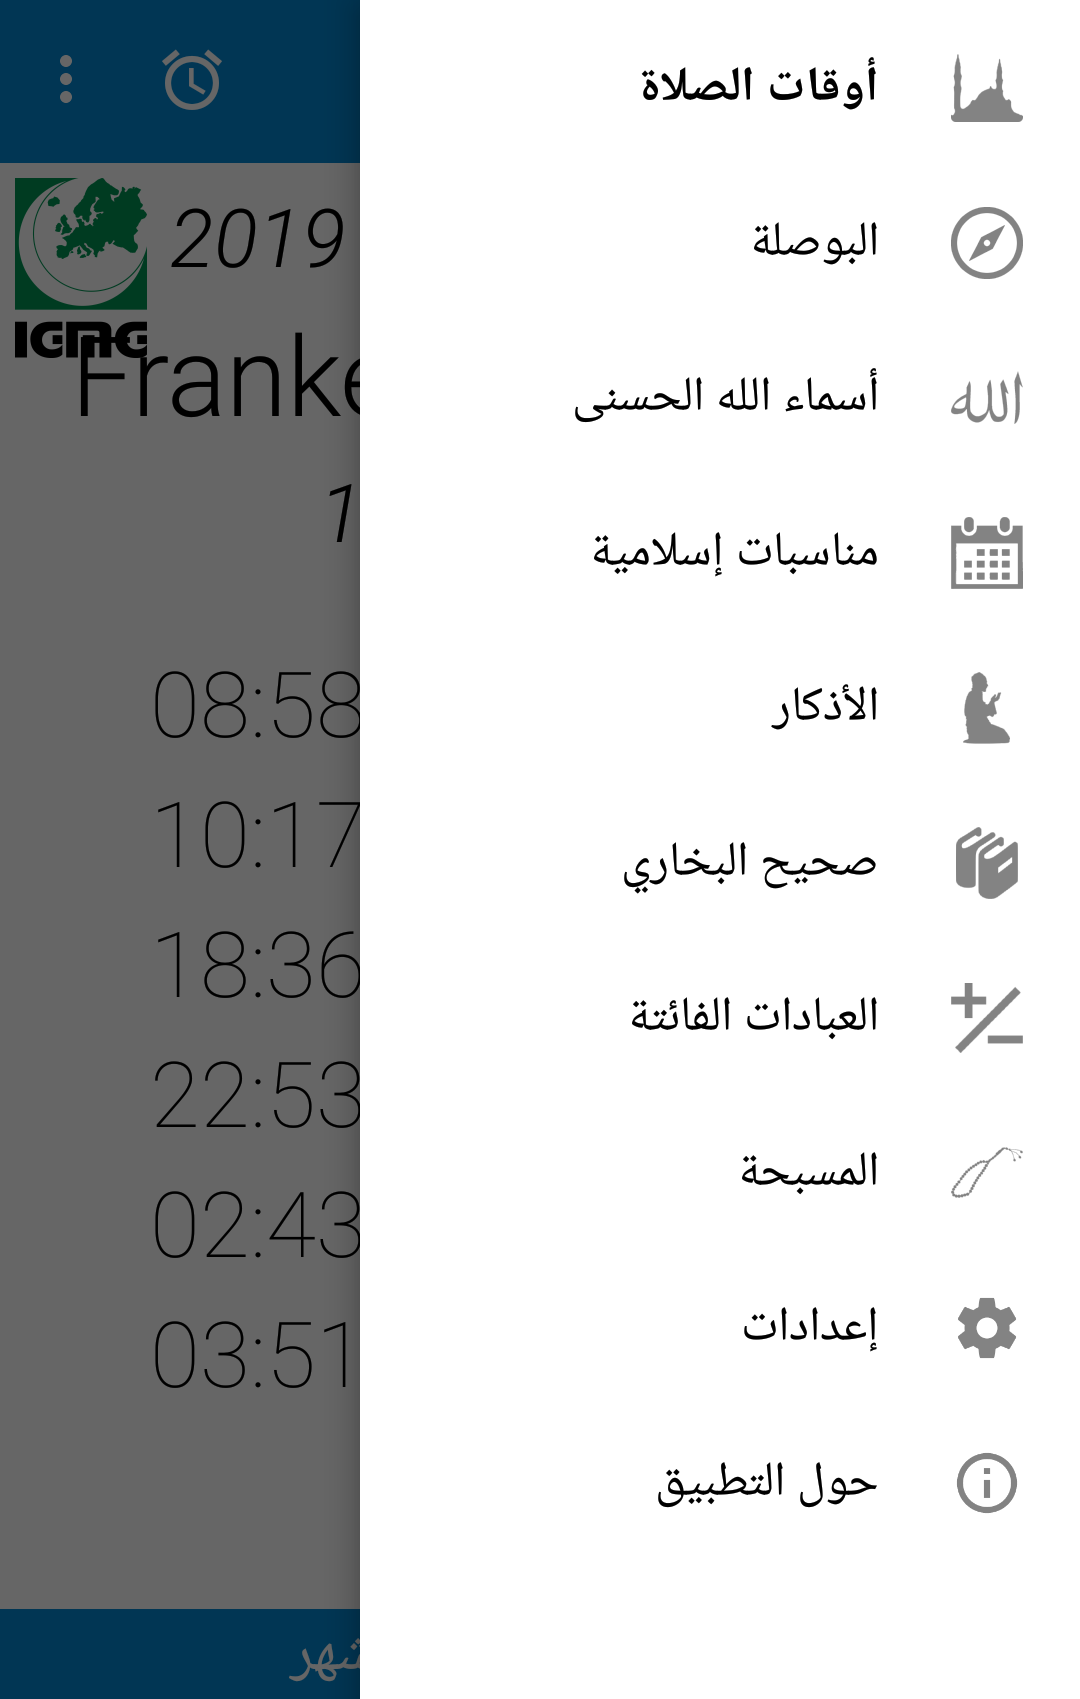 أوقات الصلاة
البوصلة
أسماء الله الحسنى
مناسبات إسلامية
الأذكار
صحيح البخاري
العبادات الفائتة
المسبحة
إعدادات
حول التطبيق
الله
IGMG
2019
Franke
1
08:58
10:17
18:36
22:53
02:43
03:51
شهر